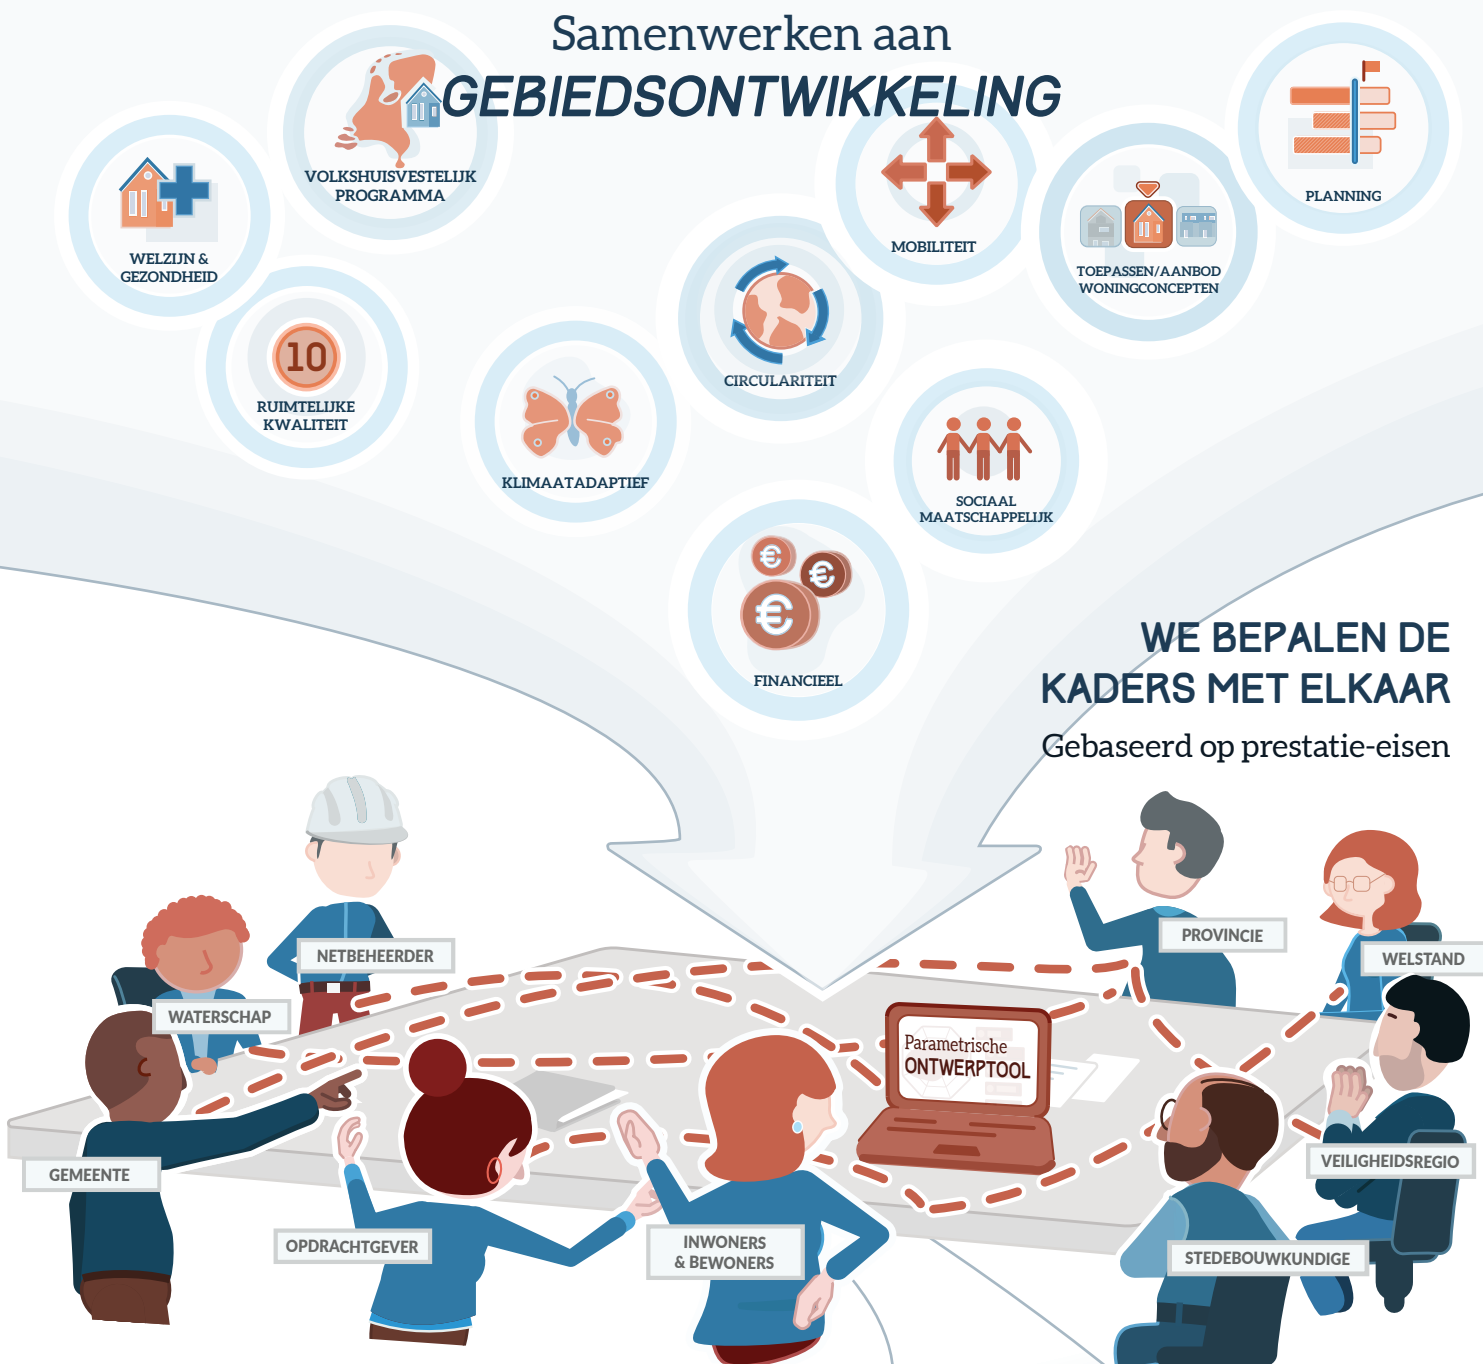 Samenwerken aan
GEBIEDSONTWIKKELING
VOLKSHUISVESTELIJK
PROGRAMMA
WELZIJN &
GEZONDHEID
PLANNING
MOBILITEIT
TOEPASSEN/AANBOD
WONINGCONCEPTEN
10
RUIMTELIJKE
KWALITEIT
CIRCULARITEIT
KLIMAATADAPTIEF
SOCIAAL
MAATSCHAPPELIJK
€
€
€
FINANCIEEL
WE BEPALEN DE
KADERS MET ELKAAR
Gebaseerd op prestatie-eisen
NETBEHEERDER
PROVINCIE
WELSTAND
WATERSCHAP
Parametrische
ONTWERPTOOL
GEMEENTE
VEILIGHEIDSREGIO
OPDRACHTGEVER
INWONERS
& BEWONERS
STEDEBOUWKUNDIGE